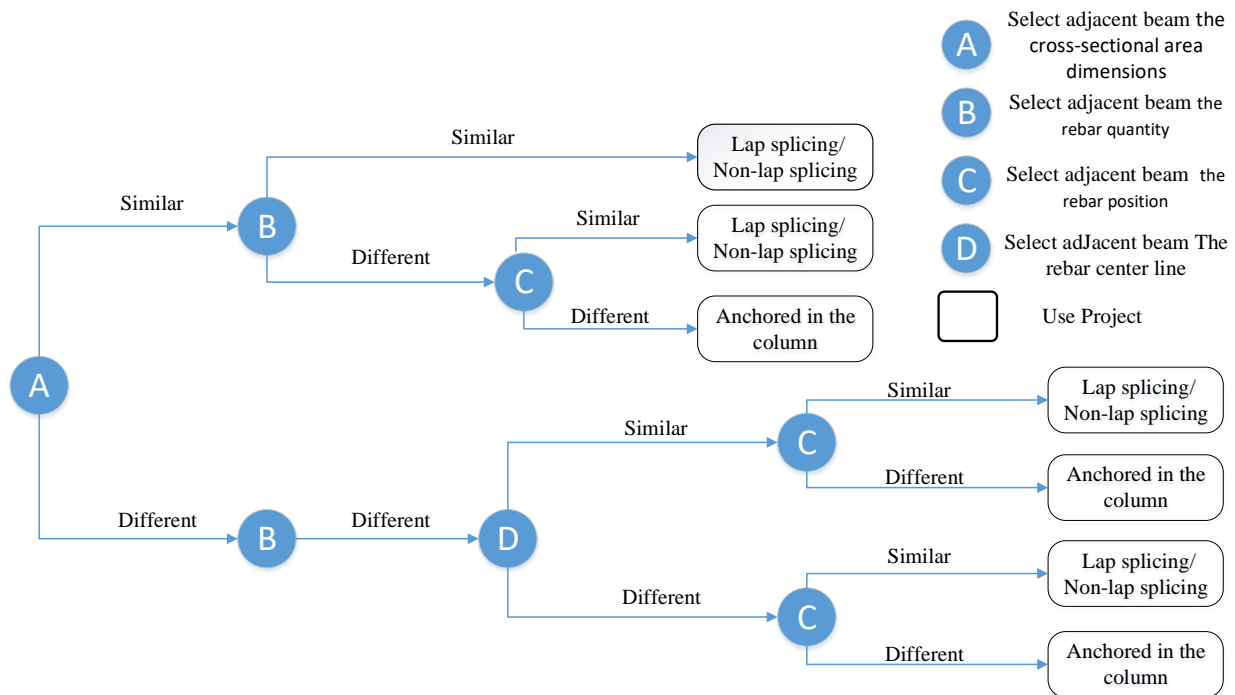 A
Select adjacent beam the
cross-sectional area
dimensions
B
Select adjacent beam the
rebar quantity
C
Select adjacent beam the
rebar position
D
Select adJacent beam The
rebar center line
Use Project
Similar
Lap splicing/
Non-lap splicing
Similar
B
Similar
Lap splicing/
Non-lap splicing
Different
C
Different
Anchored in the
column
A
Similar
Lap splicing/
Non-lap splicing
Similar
C
Different
Anchored in the
column
Different
B
Different
D
Similar
Lap splicing/
Non-lap splicing
Different
C
Different
Anchored in the
column